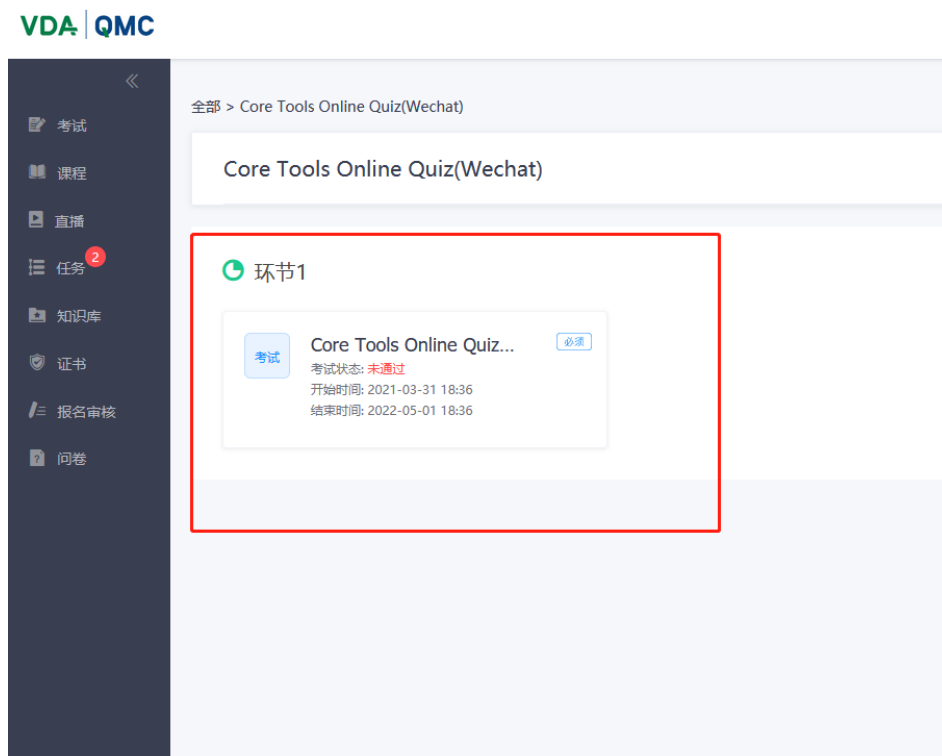 VDA QMC
考试
课程
直播
任务 2
知识库
证书
报名审核
问卷
全部 > Core Tools Online Quiz(Wechat)
Core Tools Online Quiz(Wechat)
环节1
考试
Core Tools Online Quiz...
必须
考试状态: 未通过
开始时间: 2021-03-31 18:36
结束时间: 2022-05-01 18:36